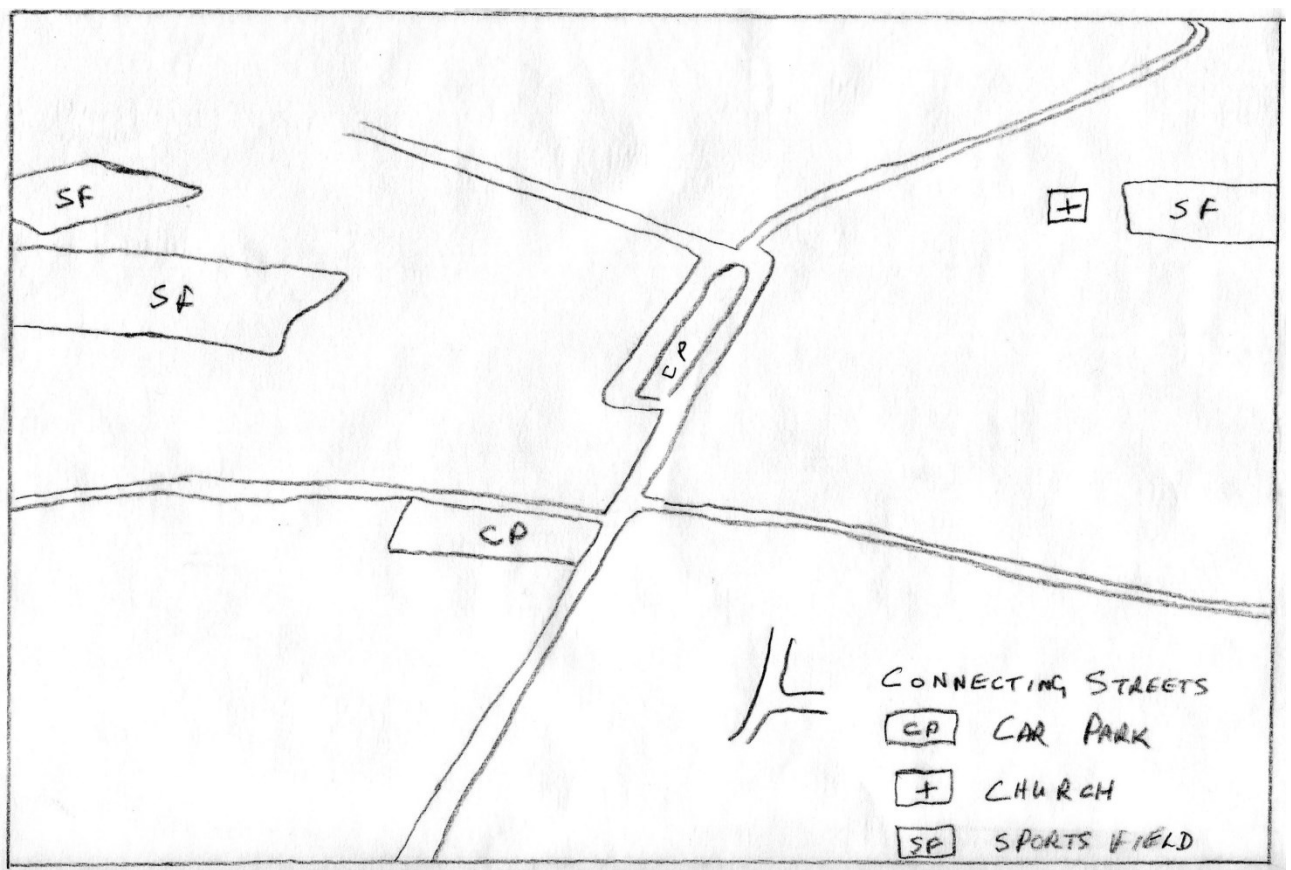 SF
SF
SF
CP
CP
CONNECTING STREETS
CP CAR PARK
+ CHURCH
SF SPORTS FIELD